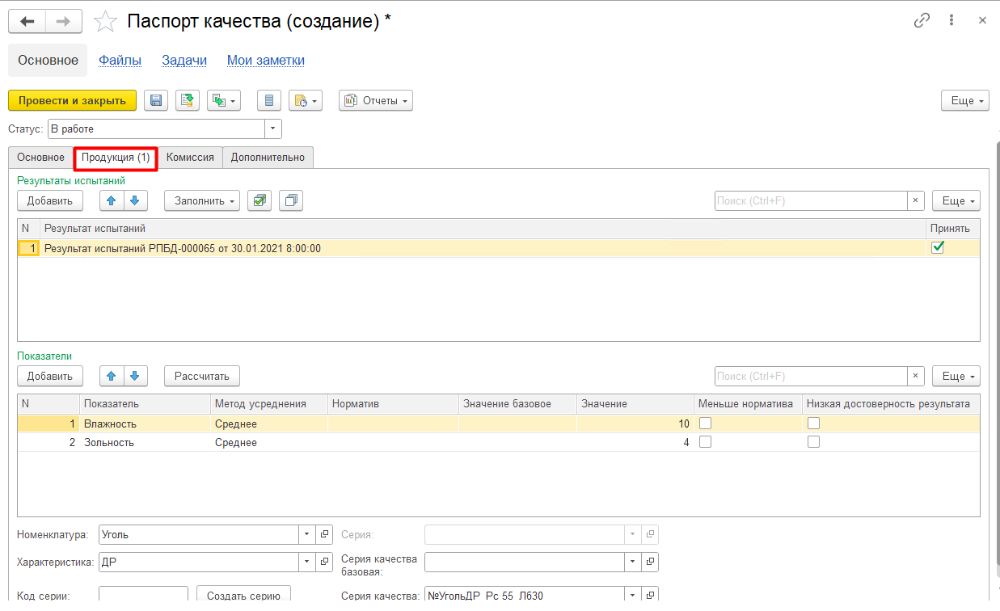 Паспорт качества (создание) *
Основное Файлы Задачи Мои заметки
Провести и закрыть Отчеты Еще
Статус: В работе
Основное Продукция (1) Комиссия Дополнительно
Результаты испытаний
Добавить Заполнить Поиск (Ctrl+F) × Еще
N Результат испытаний Принять
1 Результат испытаний РПБД-000065 от 30.01.2021 8:00:00
Показатели
Добавить Рассчитать Поиск (Ctrl+F) × Еще
N Показатель Метод усреднения Норматив Значение базовое Значение Меньше норматива Низкая достоверность результата
1 Влажность Среднее 10
2 Зольность Среднее 4
Номенклатура: Уголь Серия:
Характеристика: ДР Серия качества
базовая:
Код серии: Создать серию Серия качества: №УгольДР_Рс 55_Л630